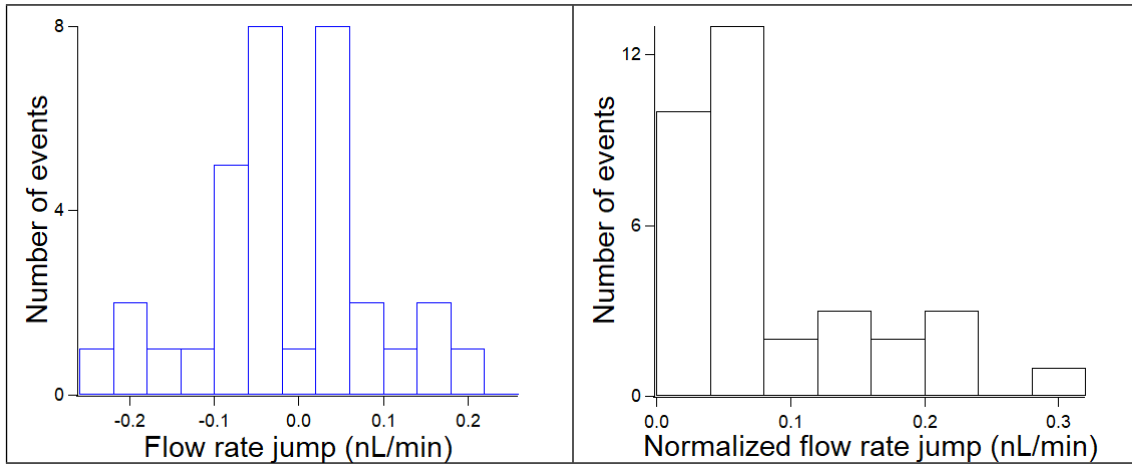 Number of events
8
4
0
-0.2 -0.1 0.0 0.1 0.2
Flow rate jump (nL/min)
Number of events
12
6
0
0.0 0.1 0.2 0.3
Normalized flow rate jump (nL/min)